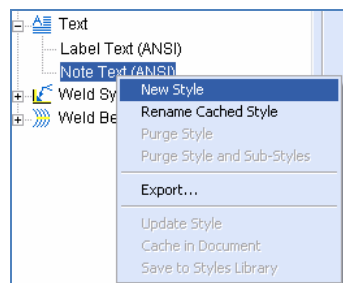 Text
Label Text (ANSI)
Note Text (ANSI)
Weld Sy
Weld Be
New Style
Rename Cached Style
Purge Style
Purge Style and Sub-Styles
Export...
Update Style
Cache in Document
Save to Styles Library